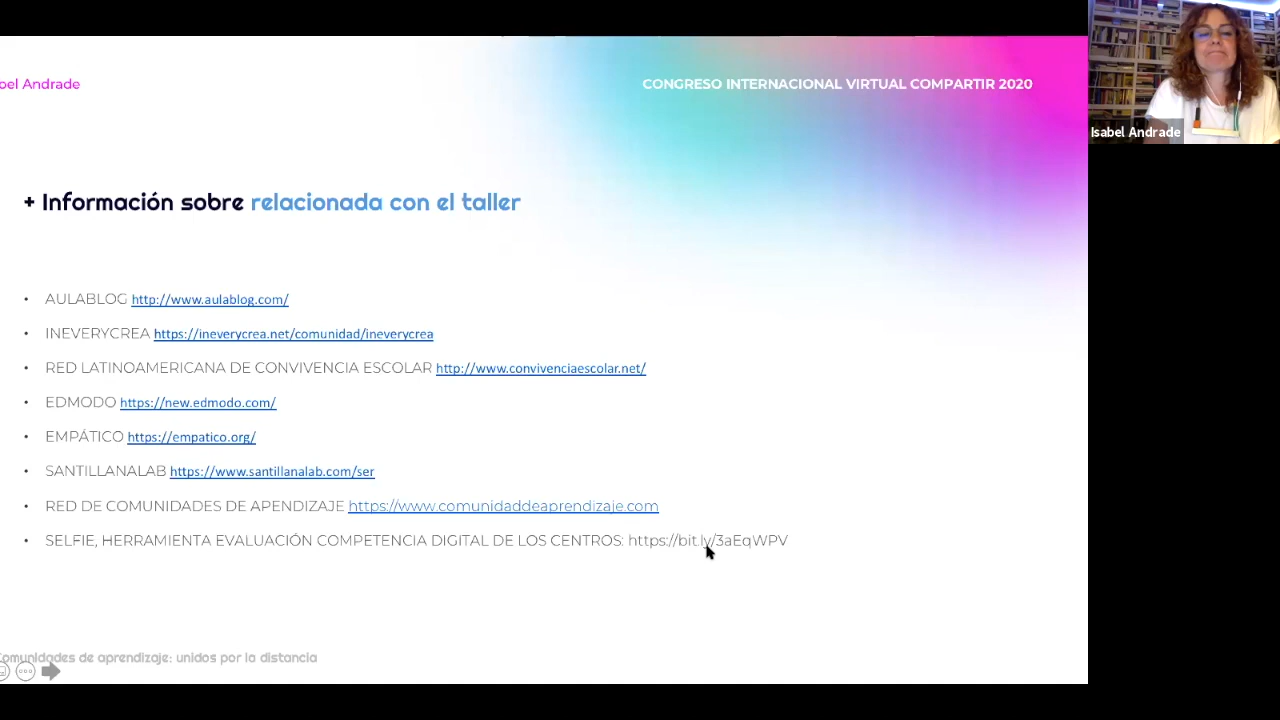 Andrade
CONGRESO INTERNACIONAL VIRTUAL COMPARTIR 2020
Isabel Andrade
+ Información sobre relacionada con el taller
• AULABLOG http://www.aulablog.com/
• INEVERYCREA https://ineverycrea.net/comunidad/ineverycrea
• RED LATINOAMERICANA DE CONVIVENCIA ESCOLAR http://www.convivenciaescolar.net/
• EDMODO https://new.edmodo.com/
• EMPÁTICO https://empatico.org/
• SANTILLANALAB https://www.santillanalab.com/ser
• RED DE COMUNIDADES DE APENDIZAJE https://www.comunidaddeaprendizaje.com
• SELFIE, HERRAMIENTA EVALUACIÓN COMPETENCIA DIGITAL DE LOS CENTROS: https://bit.ly/3aEqWPV
omunidades de aprendizaje: unidos por la distancia